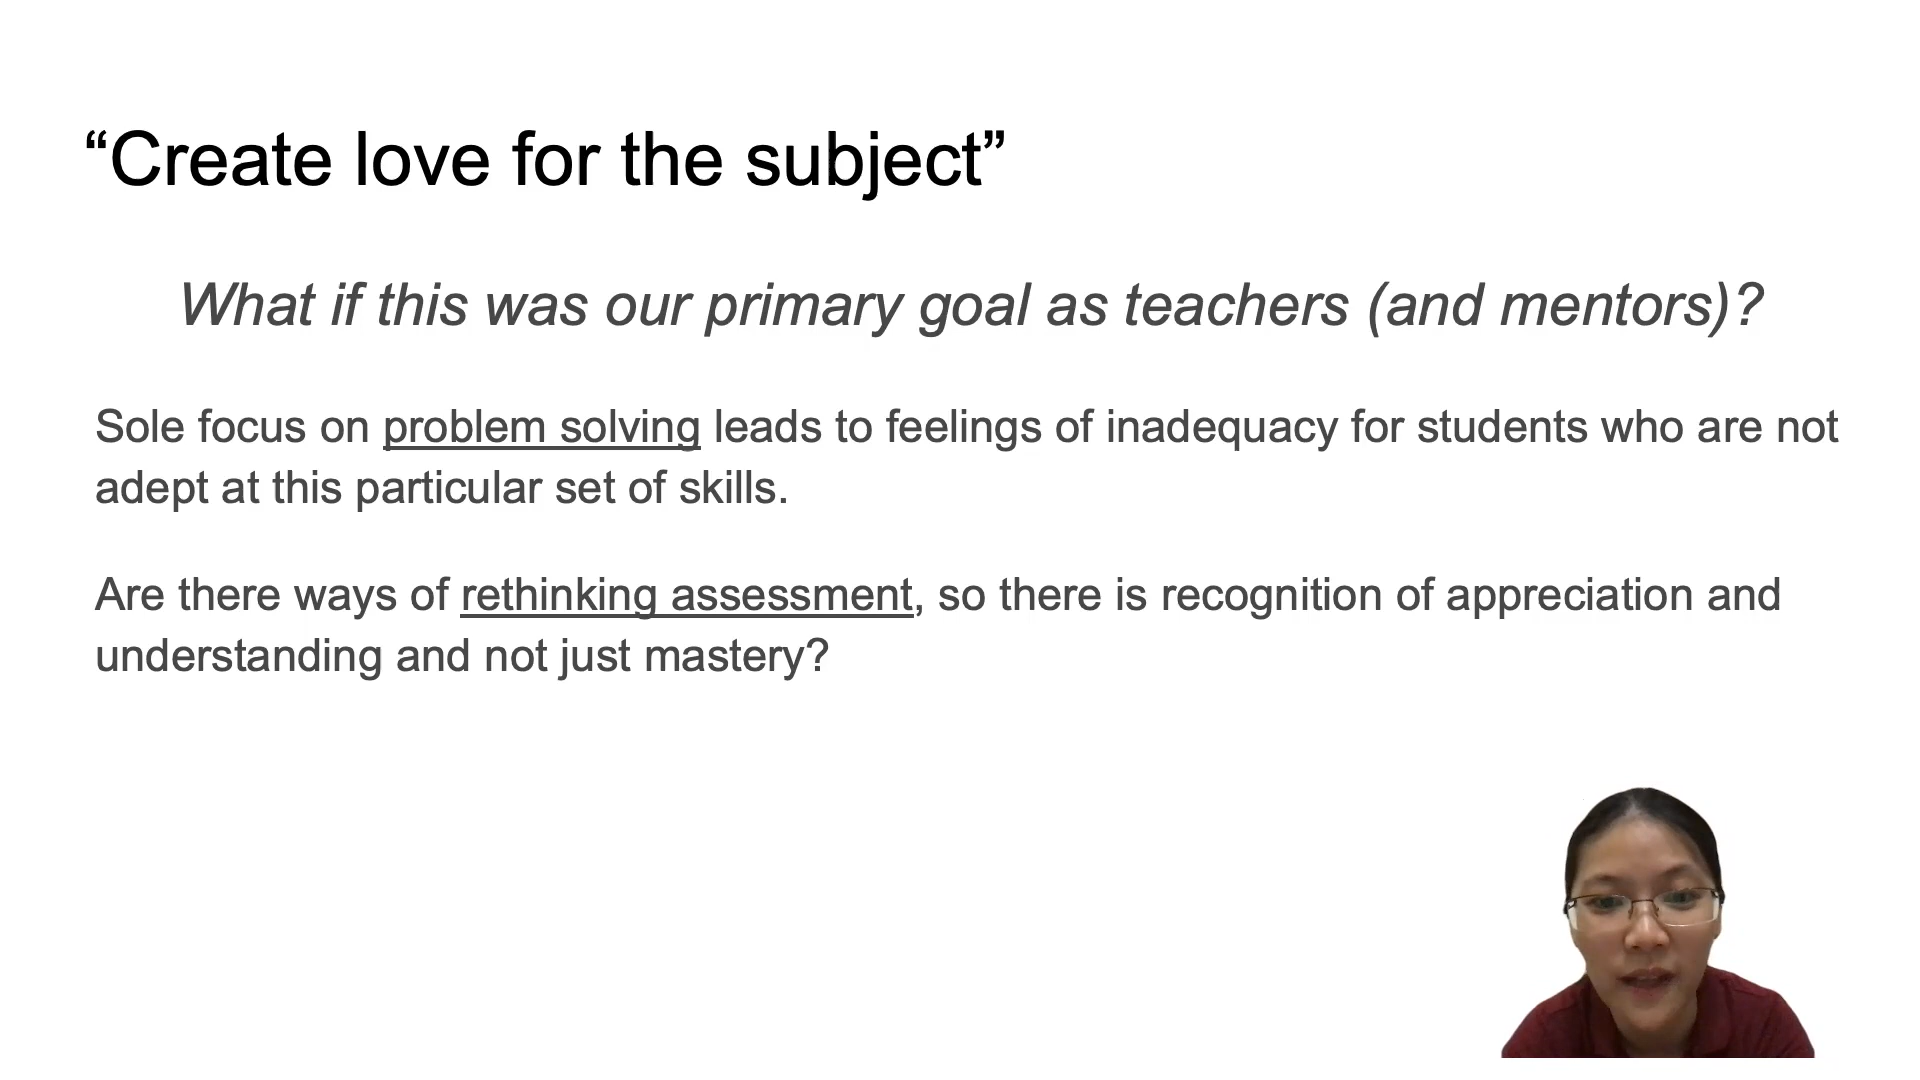 “Create love for the subject”
What if this was our primary goal as teachers (and mentors)?
Sole focus on problem solving leads to feelings of inadequacy for students who are not
adept at this particular set of skills.
Are there ways of rethinking assessment, so there is recognition of appreciation and
understanding and not just mastery?